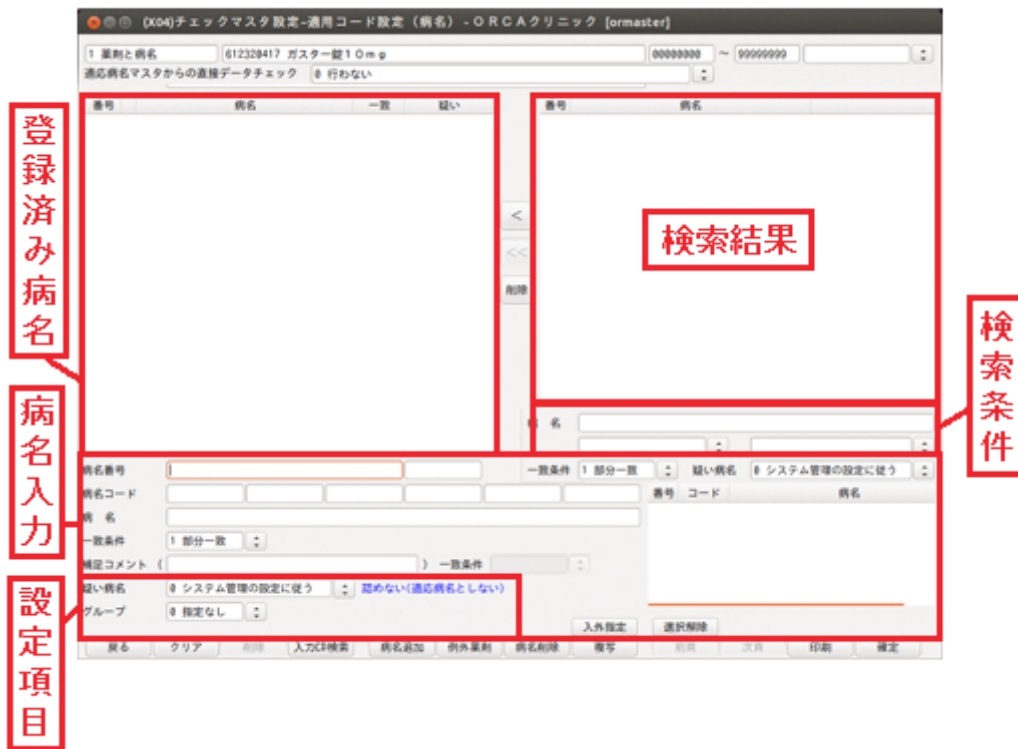 (X04)チェックマスタ設定-適用コード設定（病名）-ＯＲＣＡクリニック [ormaster]
1 薬剤と病名 612320417 ガスター錠１０ｍｇ 00000000 ～ 99999999
適応病名マスタからの直接データチェック 0 行わない
番号 病名 一致 疑い 番号 病名
登録済み病名
<
検索結果
<<
削除
検索条件
病 名
病名入力
病名番号 一致条件 1 部分一致 疑い病名 0 システム管理の設定に従う
病名コード 番号 コード 病名
病 名
一致条件 1 部分一致
補足コメント ( ) 一致条件
設定項目
疑い病名 0 システム管理の設定に従う 認めない(適応病名としない)
グループ 0 指定なし
入外指定 選択解除
戻る クリア 削除 入力CD検索 病名追加 例外薬剤 病名削除 複写 前頁 次頁 印刷 確定